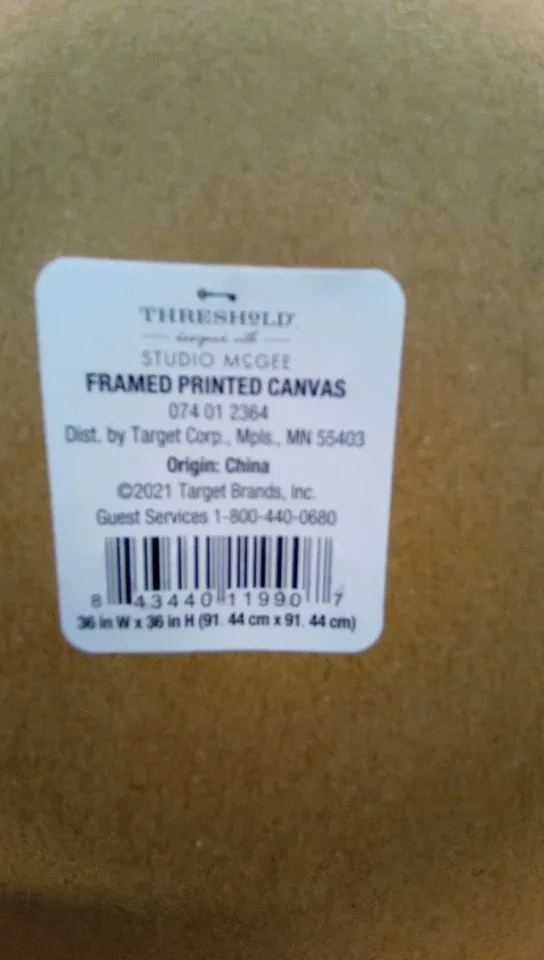 THRESHOLD
designed with
STUDIO MCGEE
FRAMED PRINTED CANVAS
074 01 2364
Dist. by Target Corp., Mpls., MN 55403
Origin: China
©2021 Target Brands, Inc.
Guest Services 1-800-440-0680
8 43440 11990 7
36 in W x 36 in H (91. 44 cm x 91. 44 cm)